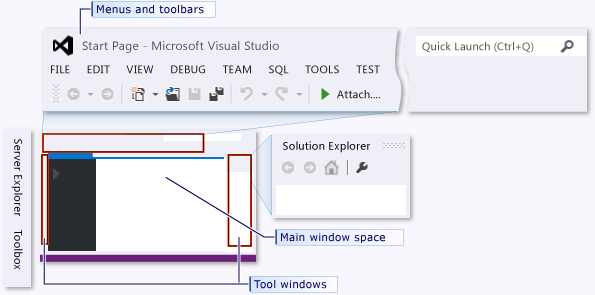 Menus and toolbars
Start Page - Microsoft Visual Studio
Quick Launch (Ctrl+Q)
FILE EDIT VIEW DEBUG TEAM SQL TOOLS TEST
Attach....
Server Explorer
Toolbox
Solution Explorer
Main window space
Tool windows